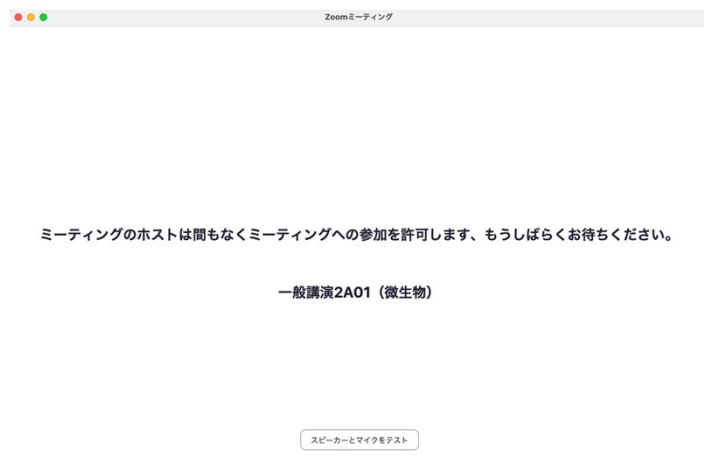 Zoomミーティング
ミーティングのホストは間もなくミーティングへの参加を許可します、もうしばらくお待ちください。
一般講演2A01（微生物）
スピーカーとマイクをテスト